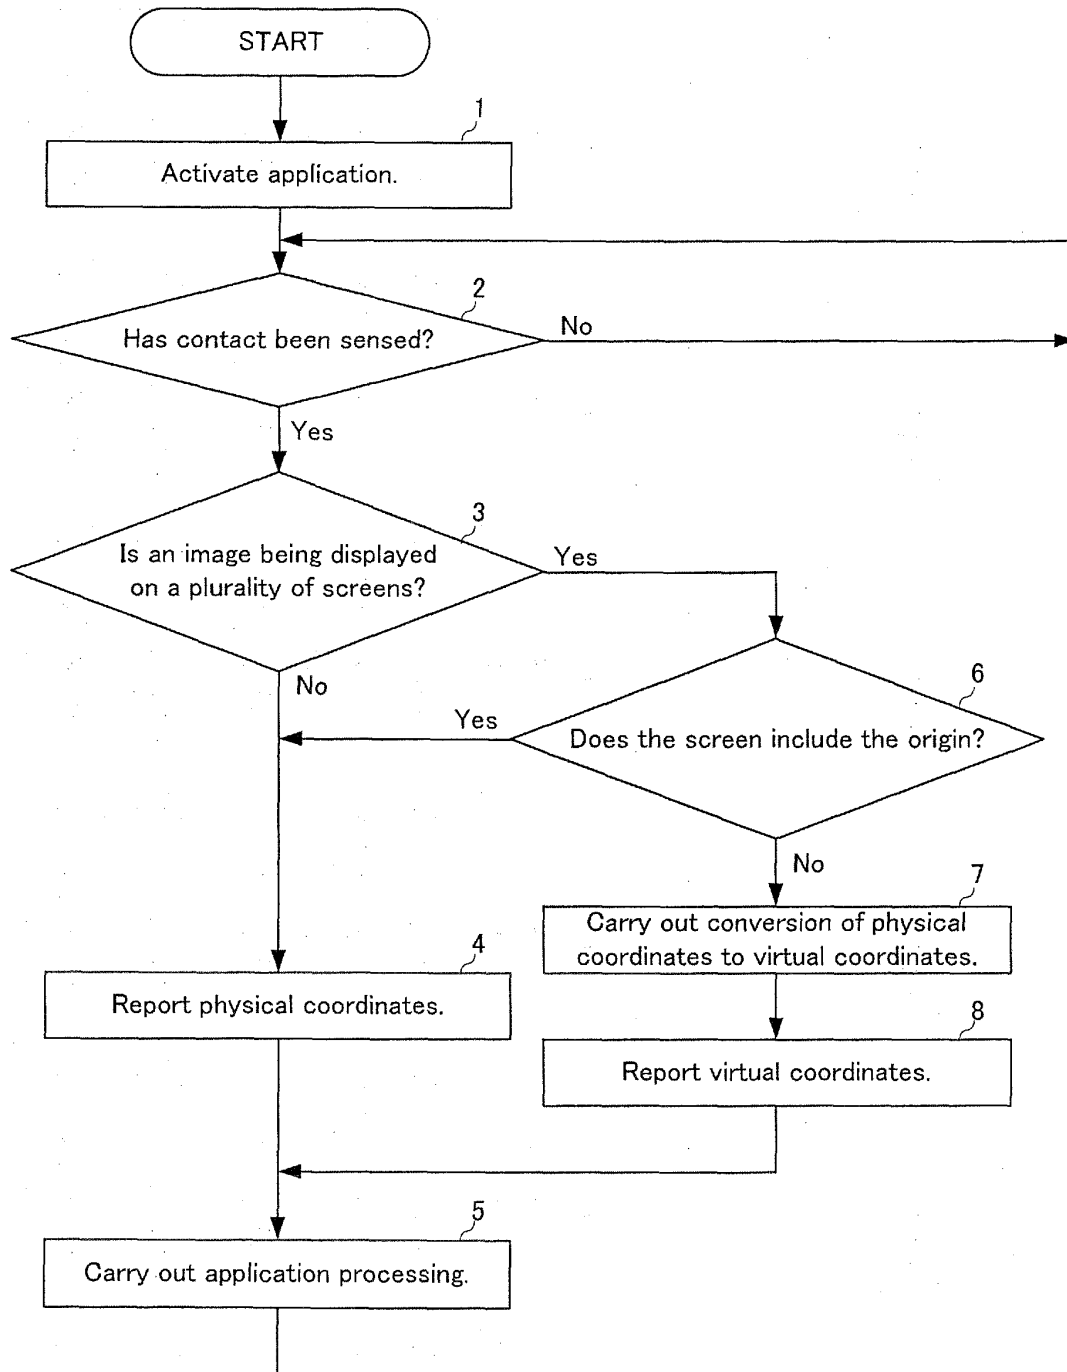 START
1
Activate application.
2
Has contact been sensed?
No
Yes
3
Is an image being displayed
on a plurality of screens?
Yes
No
6
Does the screen include the origin?
Yes
No
7
Carry out conversion of physical
coordinates to virtual coordinates.
4
Report physical coordinates.
8
Report virtual coordinates.
5
Carry out application processing.